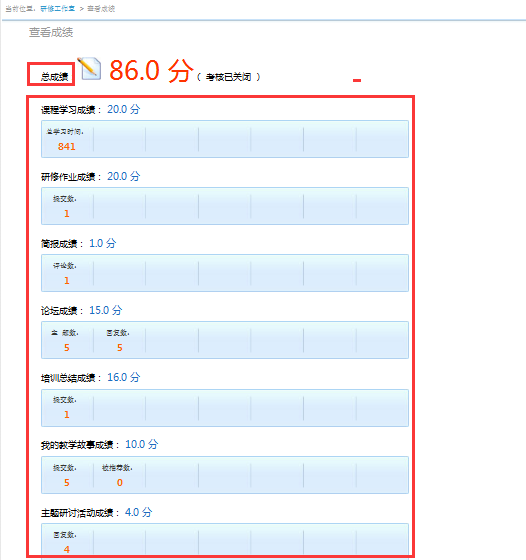 当前位置：研修工作室 > 查看成绩
查看成绩
总成绩 86.0 分 （ 考核已关闭 ）
课程学习成绩： 20.0 分
总学习时间：
841
研修作业成绩： 20.0 分
提交数：
1
简报成绩： 1.0 分
评论数：
1
论坛成绩： 15.0 分
主 题数： 回复数：
5 5
培训总结成绩： 16.0 分
提交数：
1
我的教学故事成绩： 10.0 分
提交数： 被推荐数：
5 0
主题研讨活动成绩： 4.0 分
回复数：
4